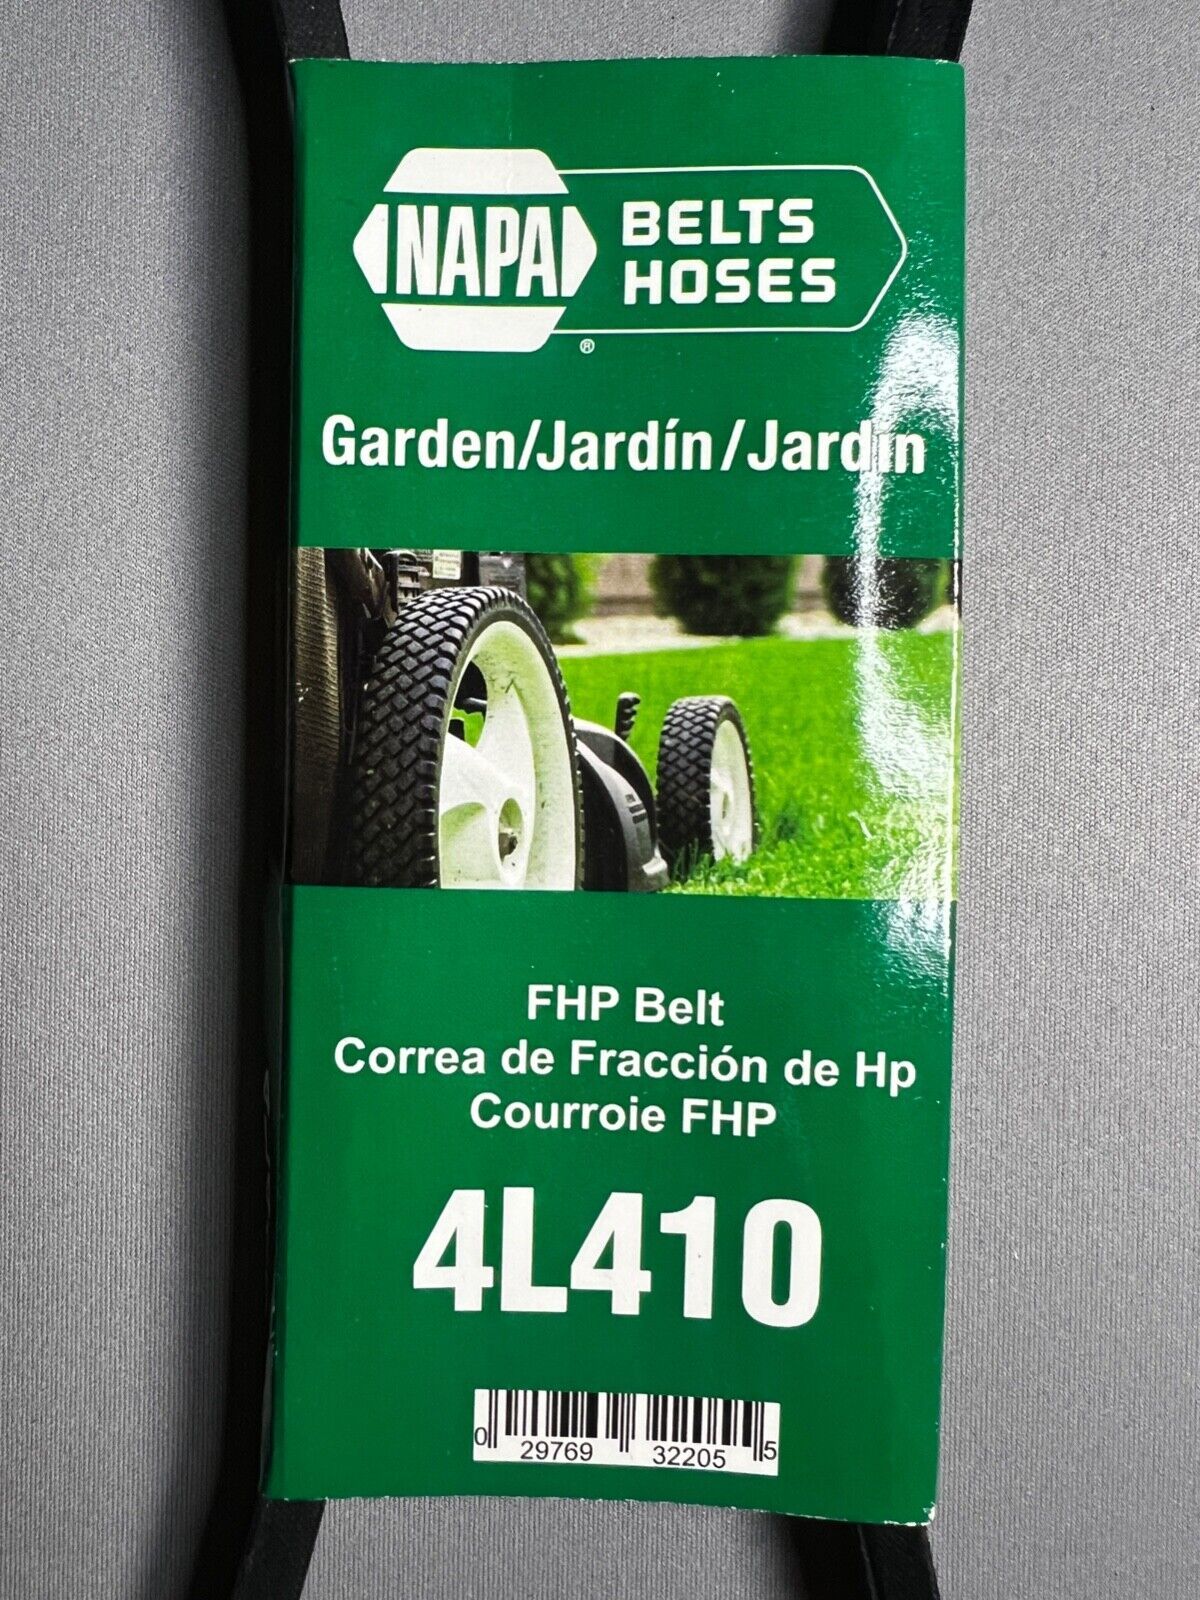 NAPA
BELTS
HOSES
®
Garden/Jardín/Jardín
FHP Belt
Correa de Fracción de Hp
Courroie FHP
4L410
0 29769 32205 5